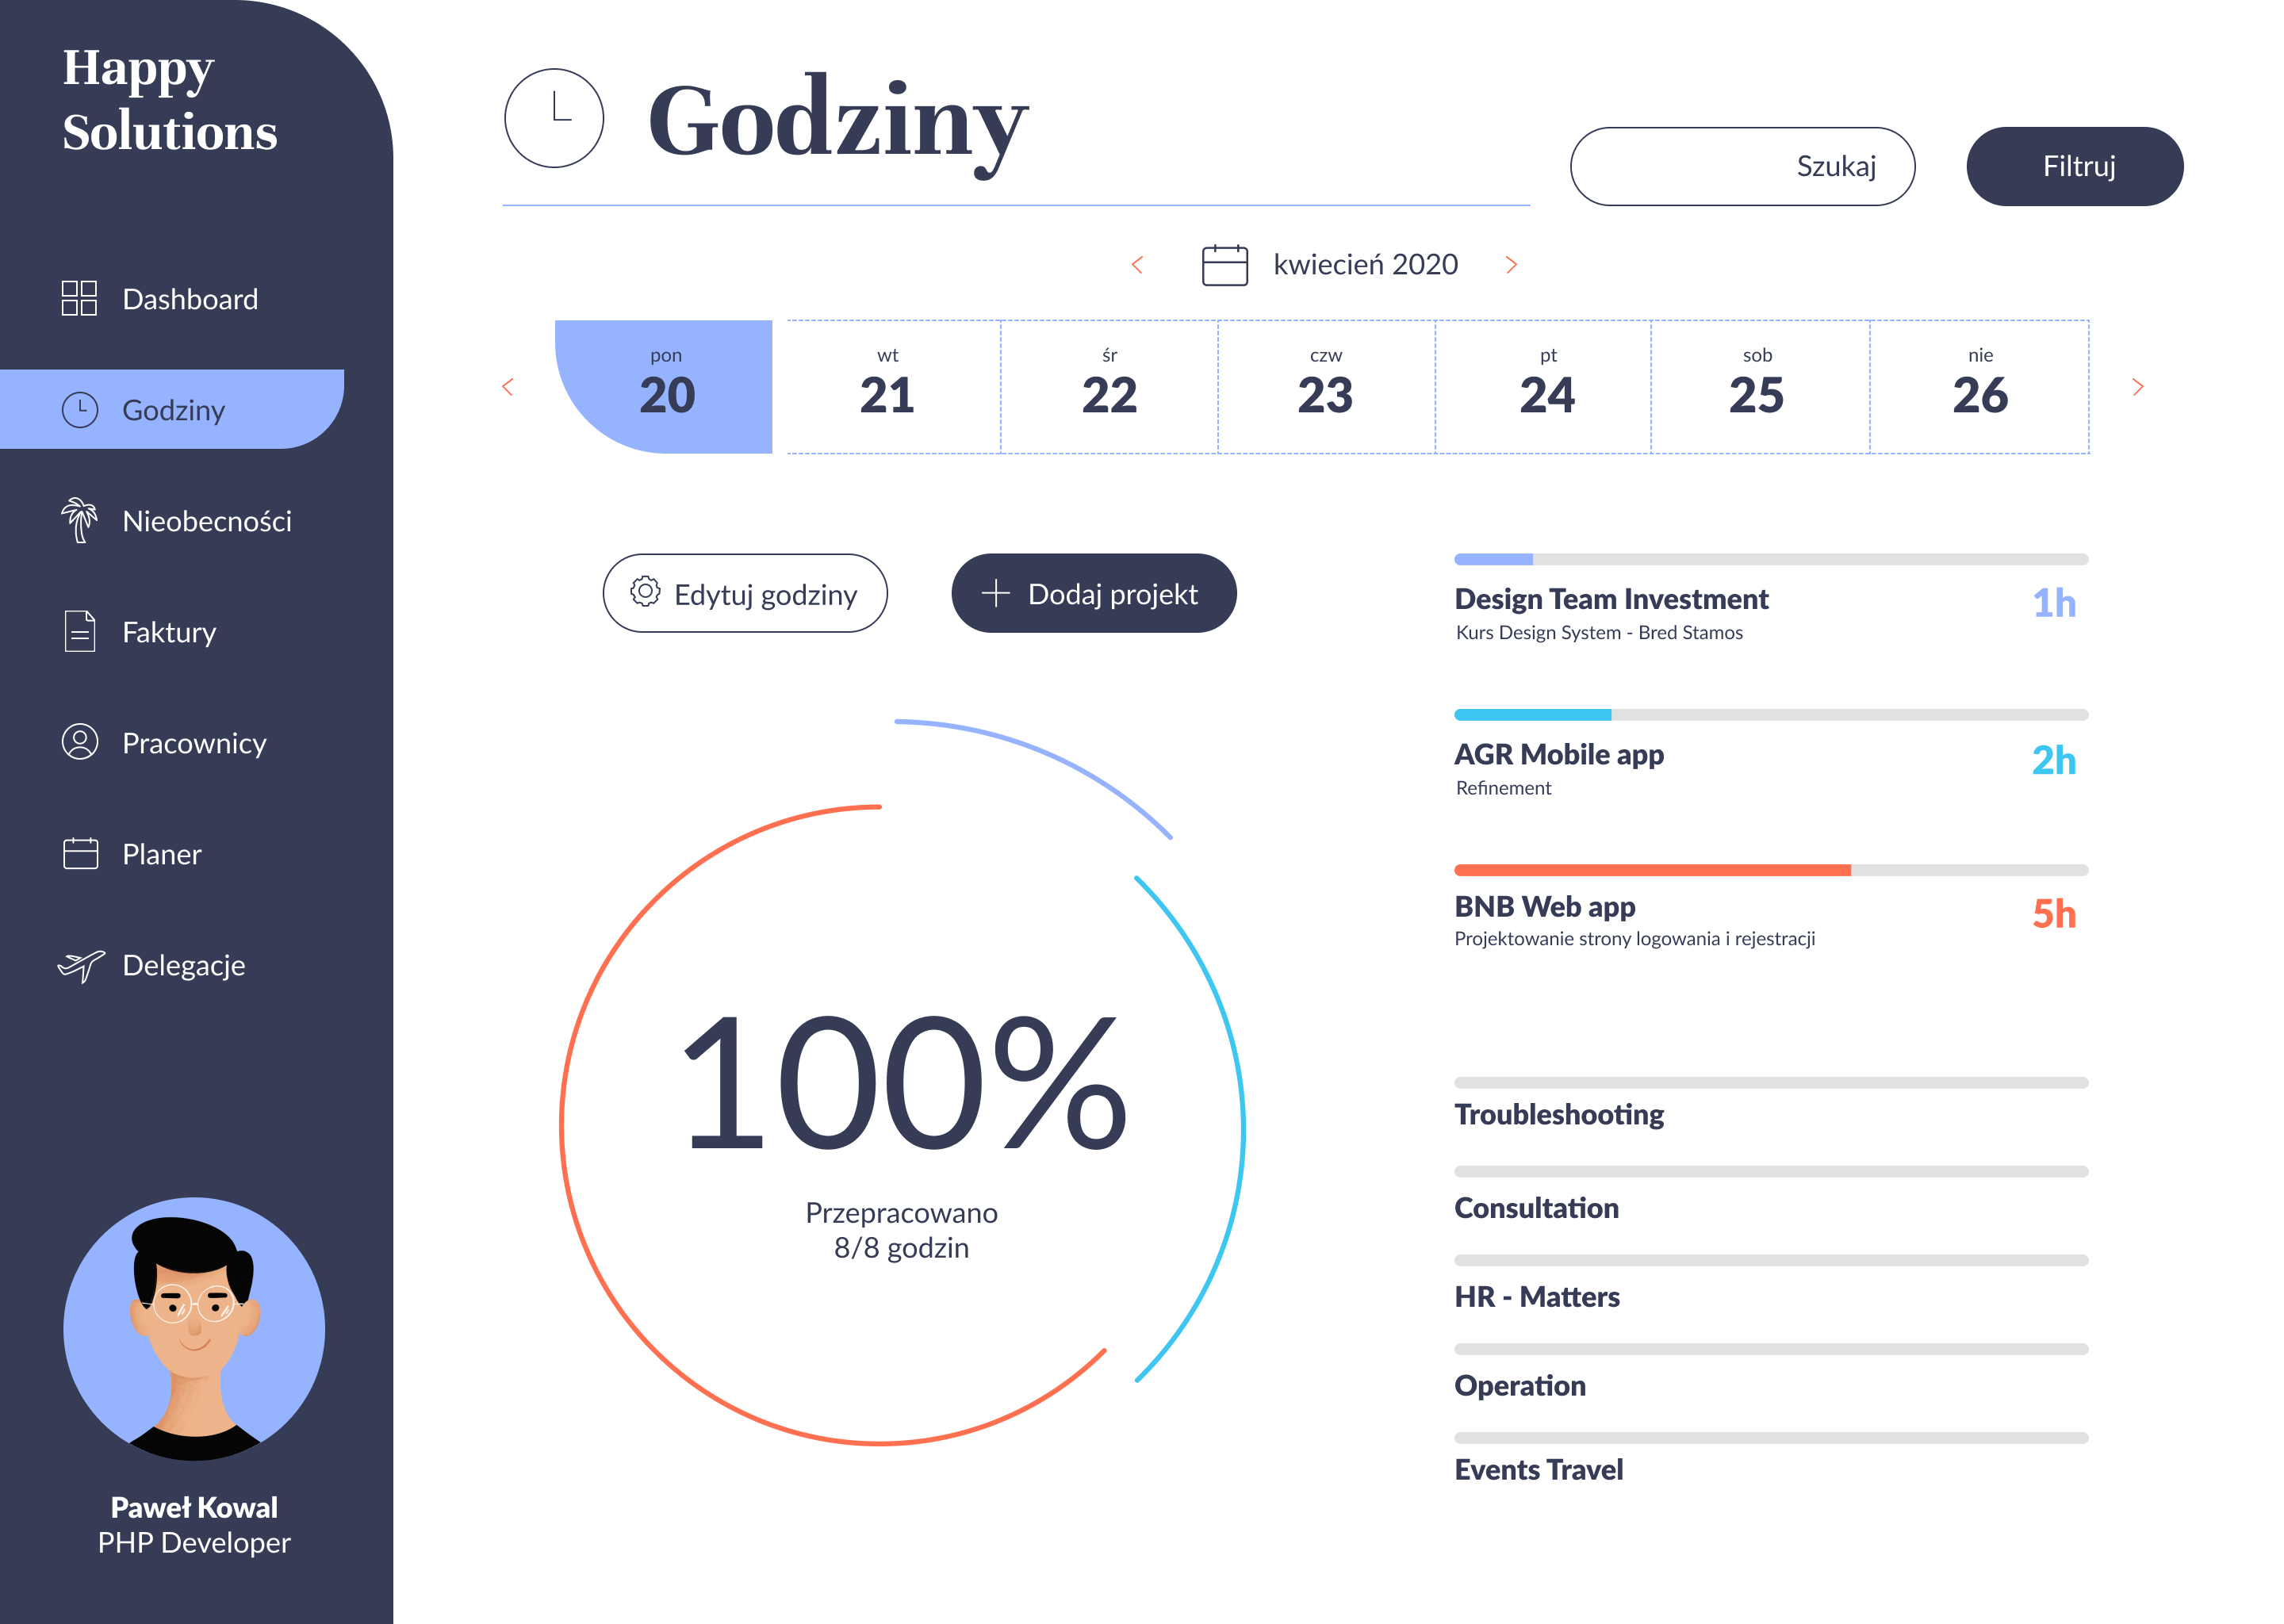 Happy
Solutions
Dashboard
Godziny
Nieobecności
Faktury
Pracownicy
Planer
Delegacje
Paweł Kowal
PHP Developer
Godziny
Szukaj
Filtruj
kwiecień 2020
pon wt śr czw pt sob nie
20 21 22 23 24 25 26
Edytuj godziny
Dodaj projekt
100%
Przepracowano
8/8 godzin
Design Team Investment 1h
Kurs Design System - Bred Stamos
AGR Mobile app 2h
Refinement
BNB Web app 5h
Projektowanie strony logowania i rejestracji
Troubleshooting
Consultation
HR - Matters
Operation
Events Travel